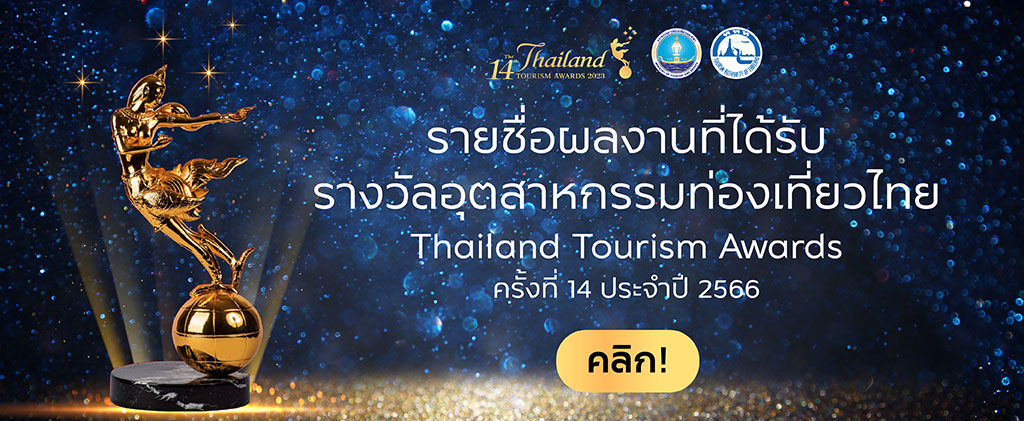 The 14 Thailand
TOURISM AWARDS 2023
รายชื่อผลงานที่ได้รับ
รางวัลอุตสาหกรรมท่องเที่ยวไทย
Thailand Tourism Awards
ครั้งที่ 14 ประจำปี 2566
คลิก!